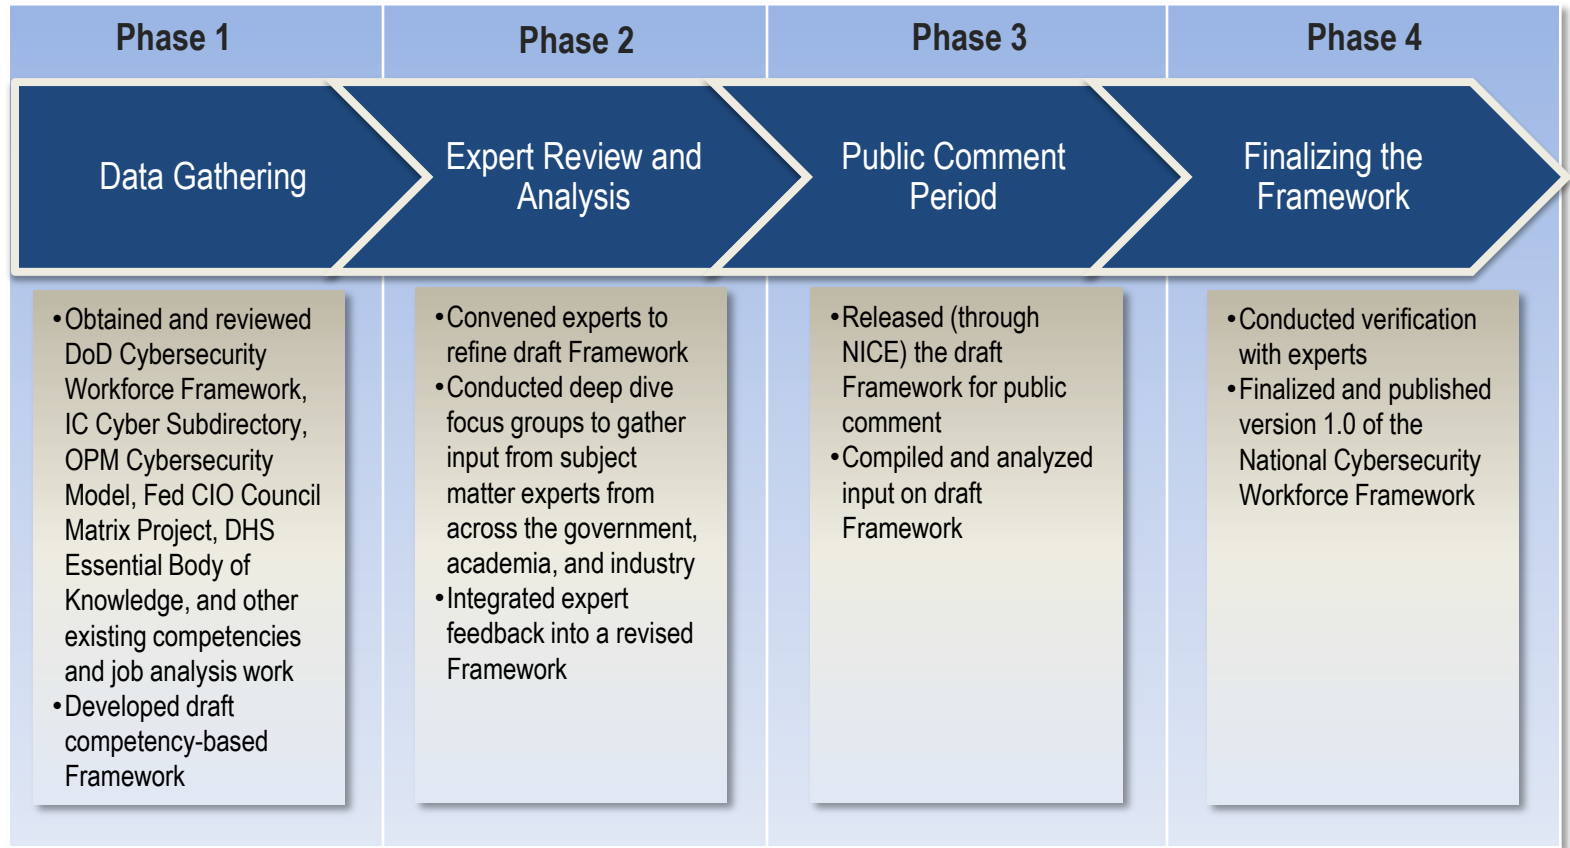 Phase 1
Phase 2
Phase 3
Phase 4
Data Gathering
Expert Review and
Analysis
Public Comment
Period
Finalizing the
Framework
•Obtained and reviewed
DoD Cybersecurity
Workforce Framework,
IC Cyber Subdirectory,
OPM Cybersecurity
Model, Fed CIO Council
Matrix Project, DHS
Essential Body of
Knowledge, and other
existing competencies
and job analysis work
•Developed draft
competency-based
Framework
•Convened experts to
refine draft Framework
•Conducted deep dive
focus groups to gather
input from subject
matter experts from
across the government,
academia, and industry
•Integrated expert
feedback into a revised
Framework
•Released (through
NICE) the draft
Framework for public
comment
•Compiled and analyzed
input on draft
Framework
•Conducted verification
with experts
•Finalized and published
version 1.0 of the
National Cybersecurity
Workforce Framework